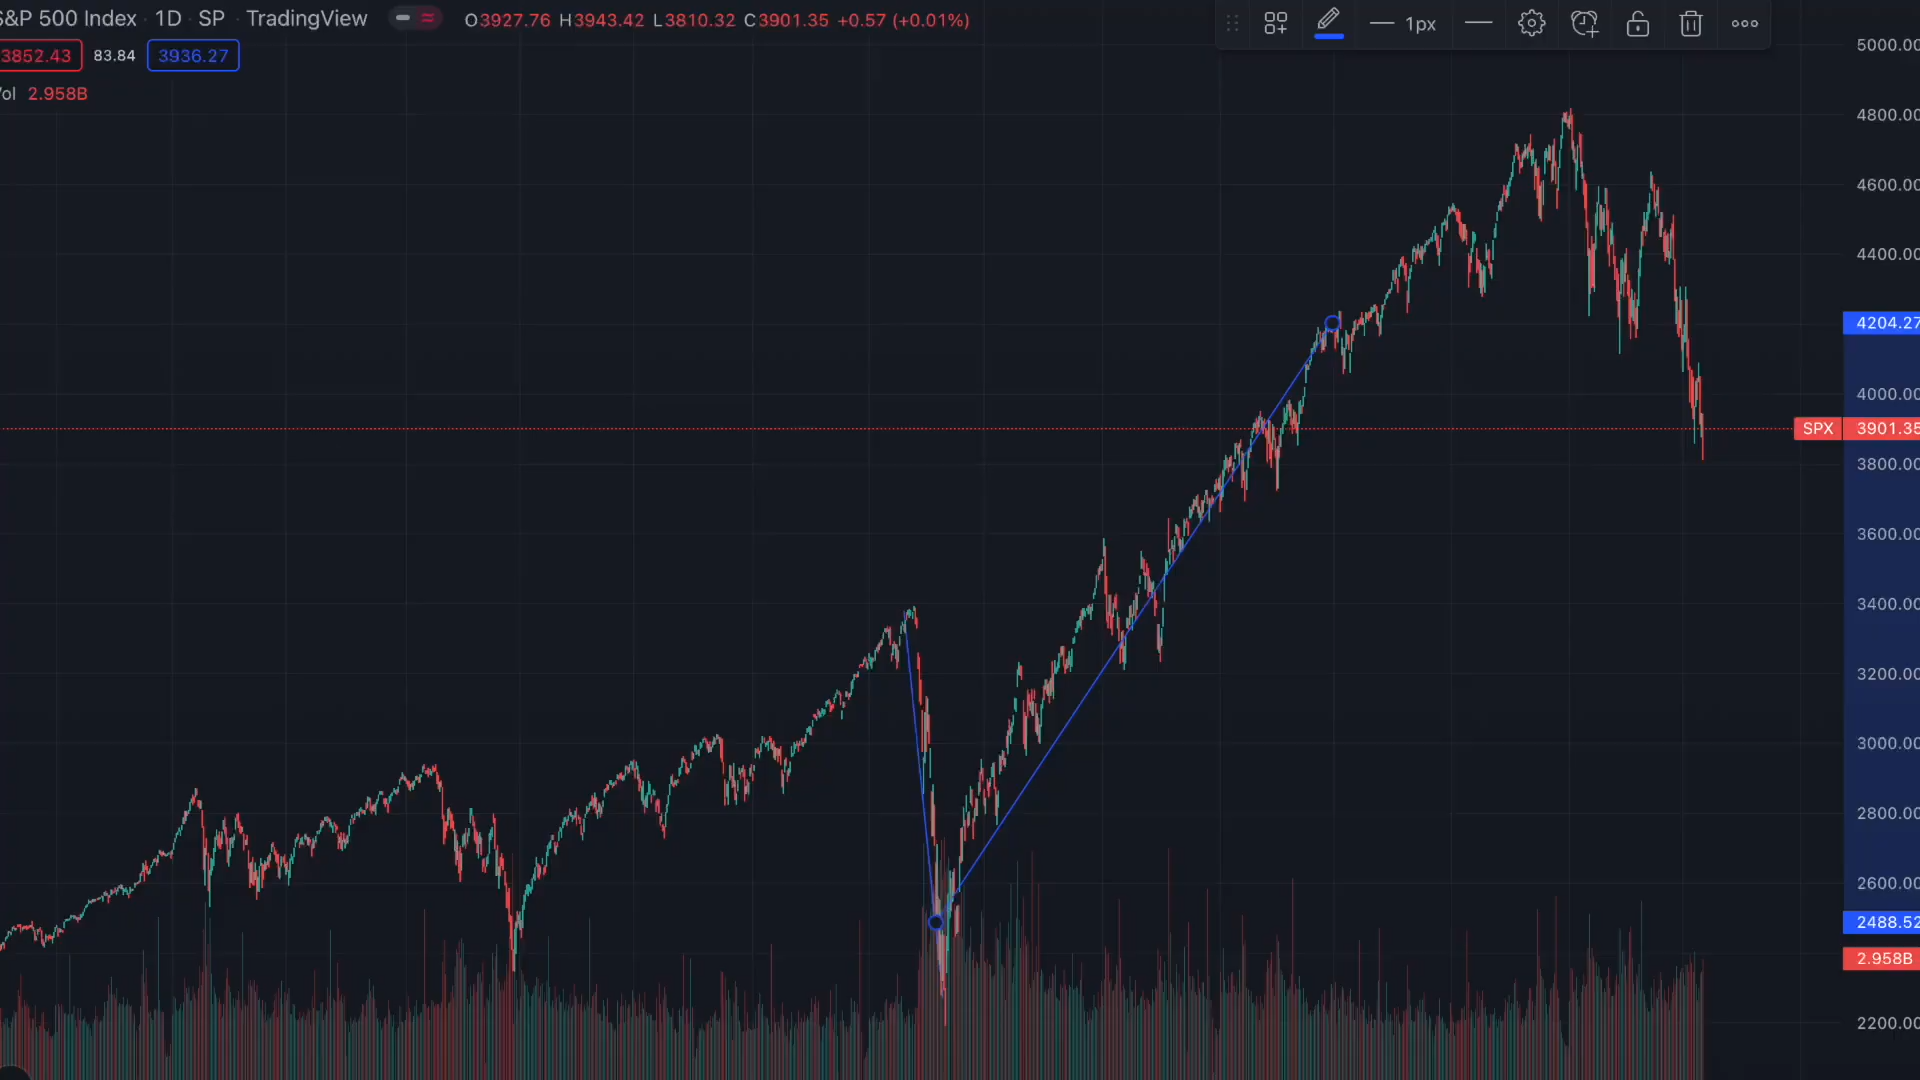 S&P 500 Index · 1D · SP · TradingView O3927.76 H3943.42 L3810.32 C3901.35 +0.57 (+0.01%)
3852.43 83.84 3936.27
Vol 2.958B
1px
5000.00
4800.00
4600.00
4400.00
4204.27
4000.00
SPX 3901.35
3800.00
3600.00
3400.00
3200.00
3000.00
2800.00
2600.00
2488.52
2.958B
2200.00